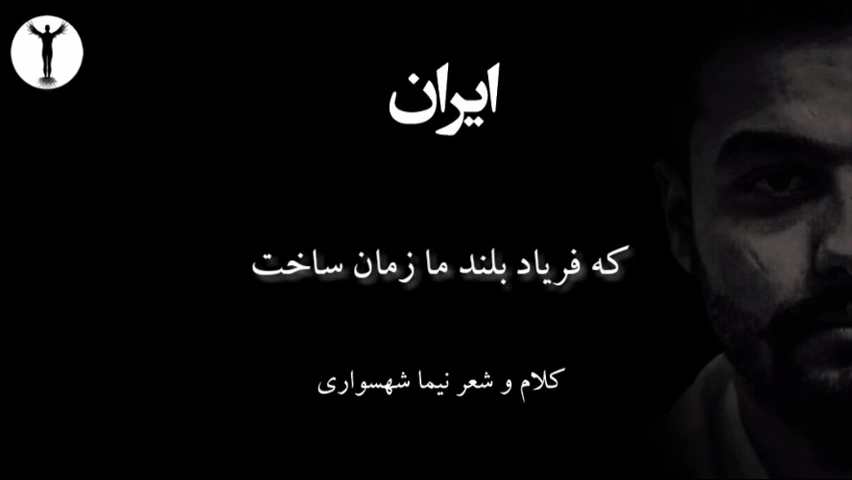 ایران
که فریاد بلند ما زمان ساخت
کلام و شعر نیما شهسواری